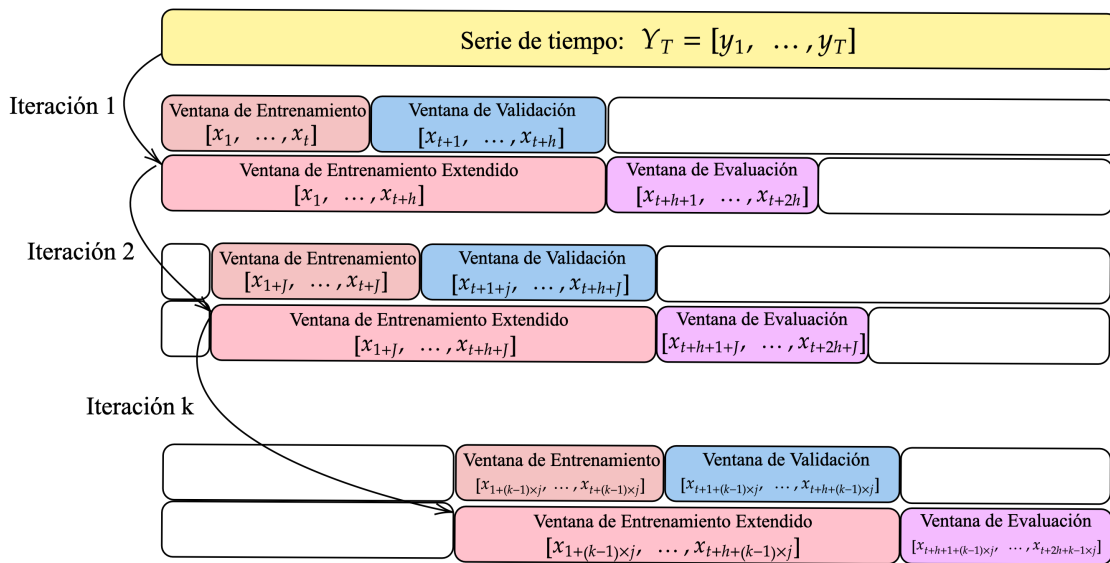 Serie de tiempo: Y_T = [y_1, … , y_T]
Iteración 1
Ventana de Entrenamiento
[x_1, … , x_t]
Ventana de Validación
[x_{t+1}, … , x_{t+h}]
Ventana de Entrenamiento Extendido
[x_1, … , x_{t+h}]
Ventana de Evaluación
[x_{t+h+1}, … , x_{t+2h}]
Iteración 2
Ventana de Entrenamiento
[x_{1+J}, … , x_{t+J}]
Ventana de Validación
[x_{t+1+j}, … , x_{t+h+J}]
Ventana de Entrenamiento Extendido
[x_{1+J}, … , x_{t+h+J}]
Ventana de Evaluación
[x_{t+h+1+J}, … , x_{t+2h+J}]
Iteración k
Ventana de Entrenamiento
[x_{1+(k-1)×j}, … , x_{t+(k-1)×j}]
Ventana de Validación
[x_{t+1+(k-1)×j}, … , x_{t+h+(k-1)×j}]
Ventana de Entrenamiento Extendido
[x_{1+(k-1)×j}, … , x_{t+h+(k-1)×j}]
Ventana de Evaluación
[x_{t+h+1+(k-1)×j}, … , x_{t+2h+k-1×j}]